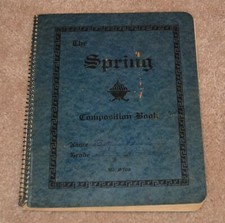 The
Spring
Composition Book
Name
Grade